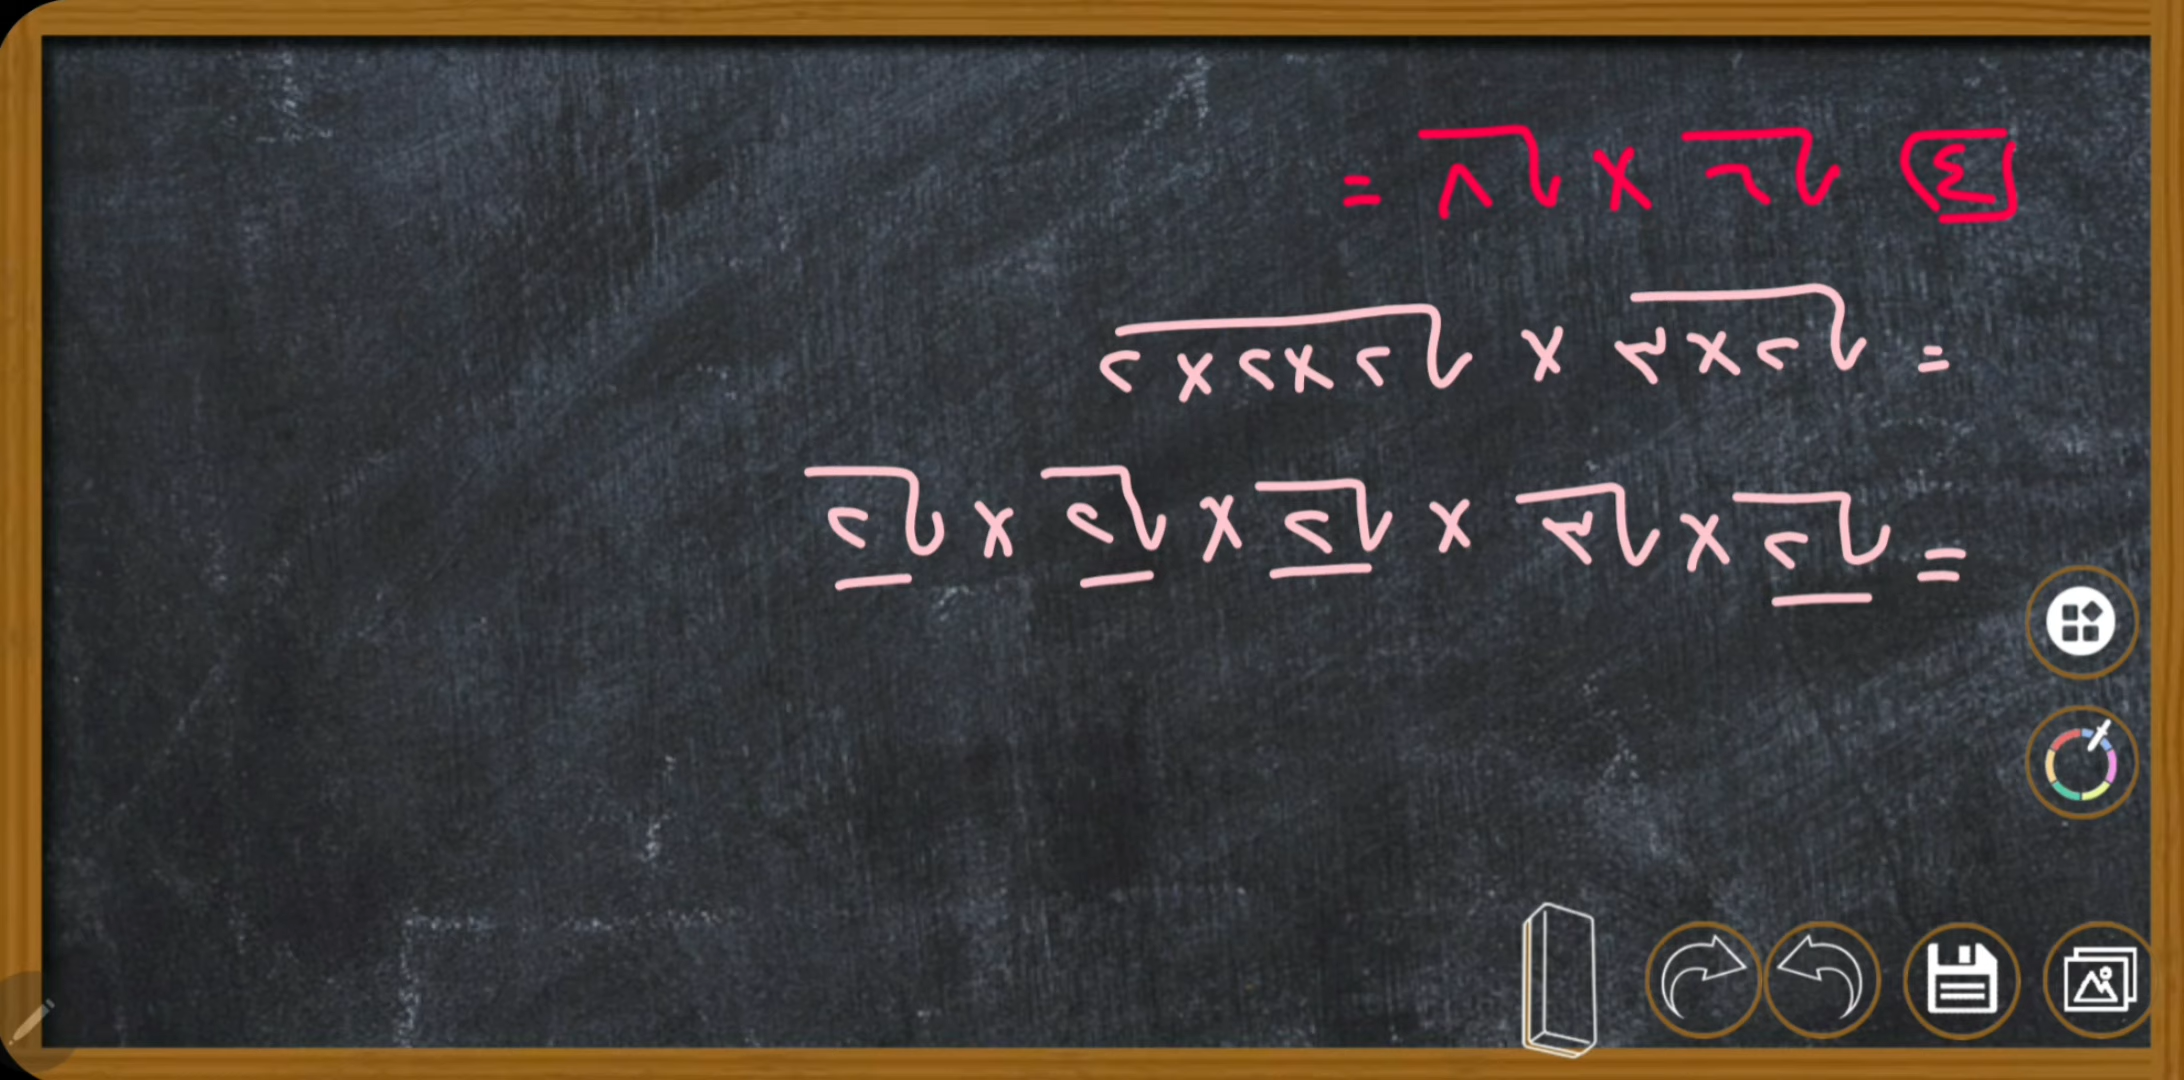 ٤ √٦ × √٨ =
= √٢×٣ × √٢×٢×٢
= √٢ × √٣ × √٢ × √٢ × √٢